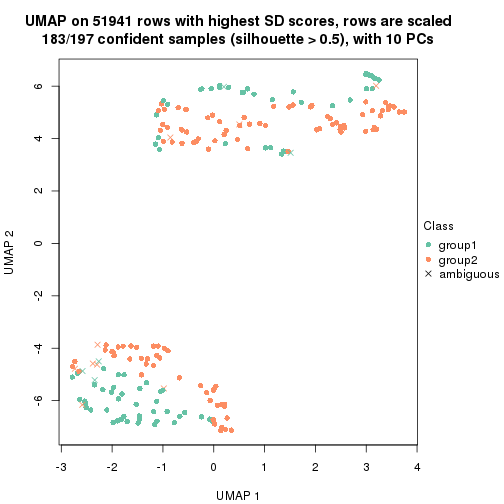 UMAP on 51941 rows with highest SD scores, rows are scaled
183/197 confident samples (silhouette > 0.5), with 10 PCs
6
4
2
0
-2
-4
-6
UMAP 2
-3
-2
-1
0
1
2
3
4
UMAP 1
Class
group1
group2
ambiguous